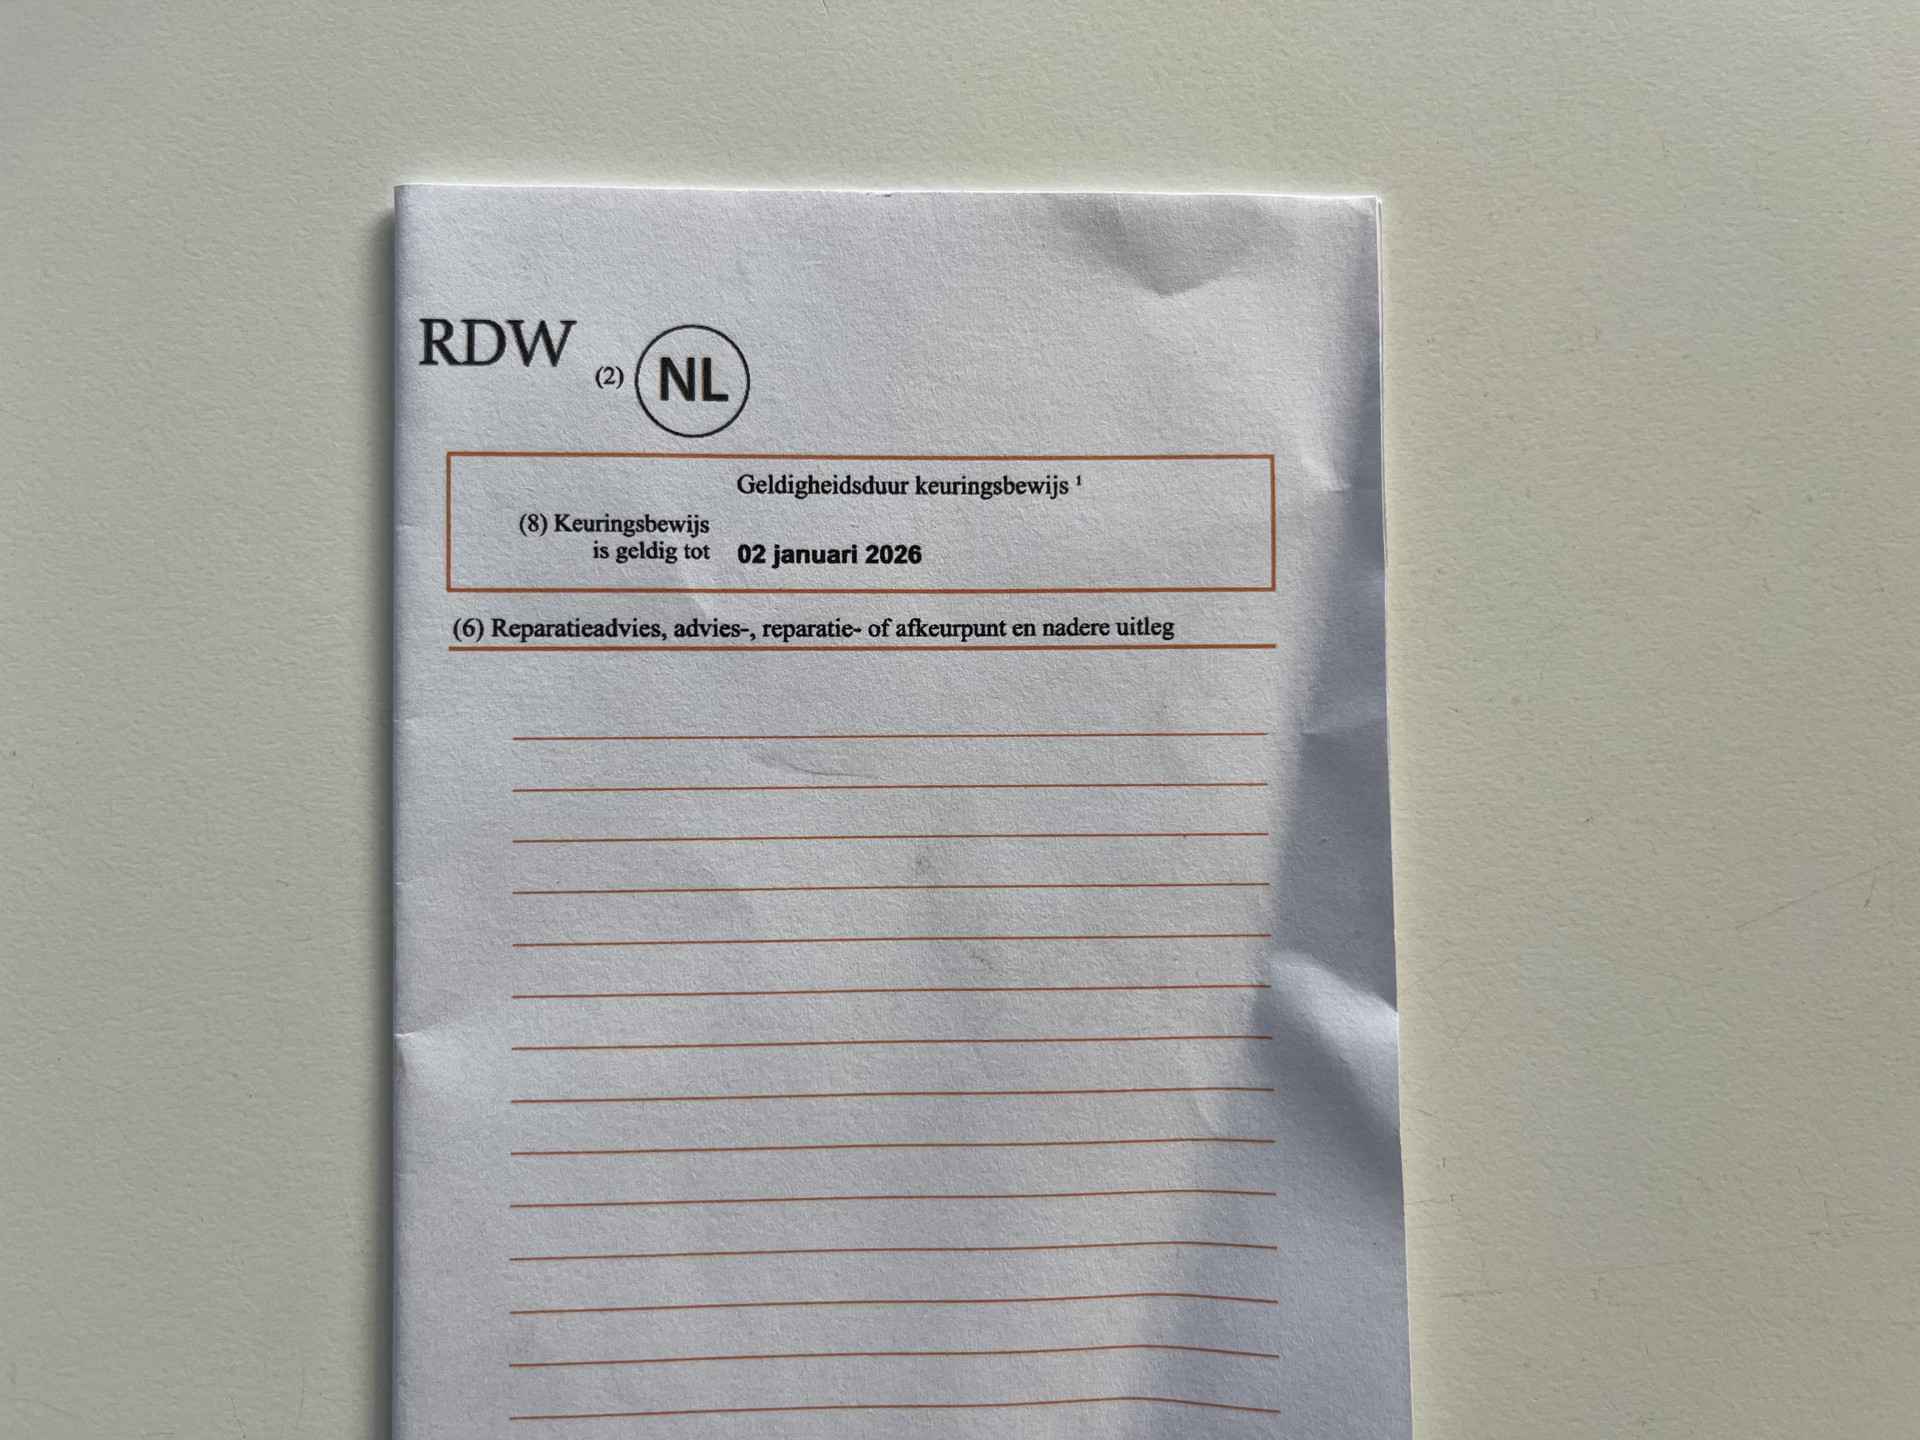 RDW (2) NL
Geldigheidsduur keuringsbewijs ¹
(8) Keuringsbewijs
is geldig tot 02 januari 2026
(6) Reparatieadvies, advies-, reparatie- of afkeurpunt en nadere uitleg